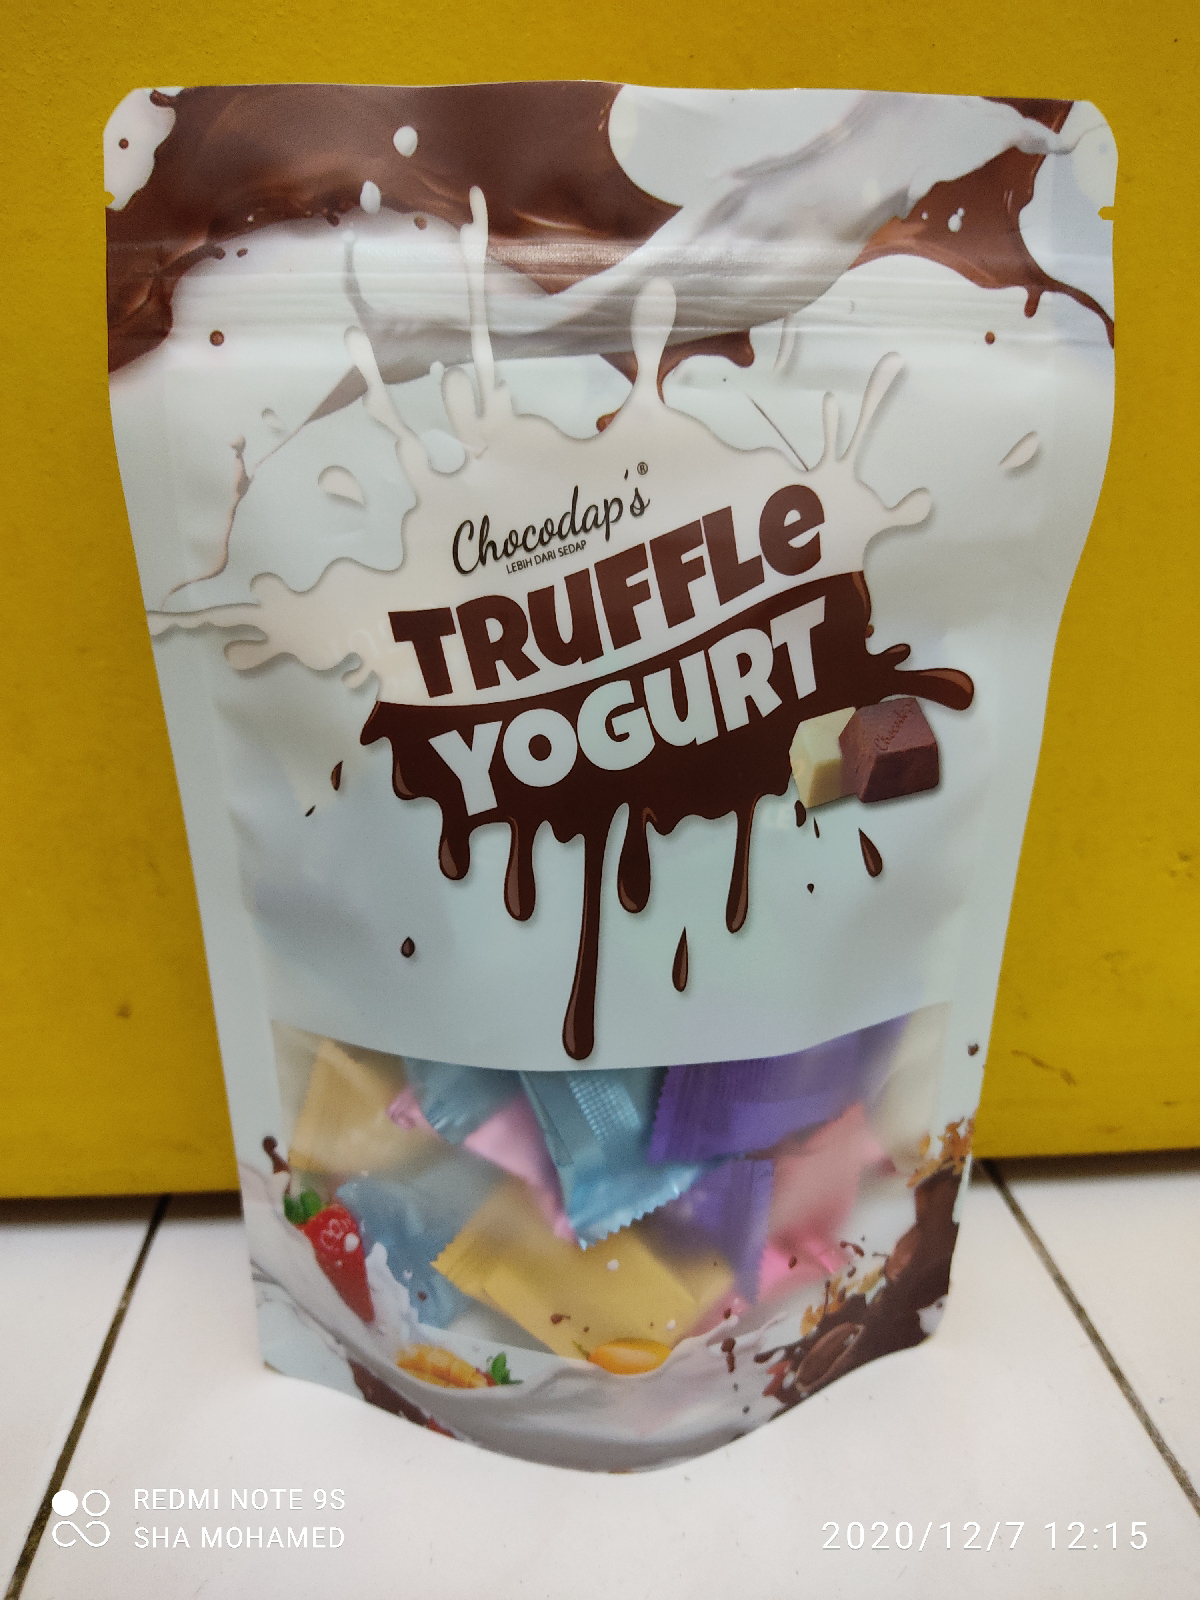 Chocodap's®
LEBIH DARI SEDAP
TRUFFLe
YOGURT
REDMI NOTE 9S
SHA MOHAMED
2020/12/7 12:15